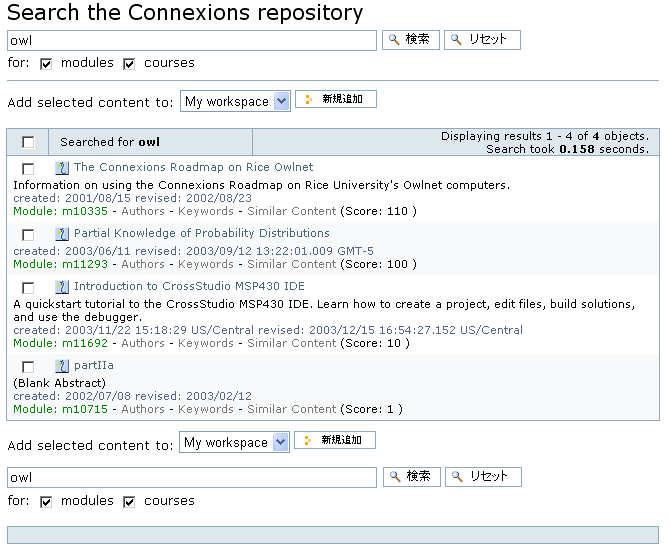 Search the Connexions repository
owl 検索 リセット
for: modules courses
Add selected content to: My workspace 新規追加
Searched for owl
Displaying results 1 - 4 of 4 objects.
Search took 0.158 seconds.
The Connexions Roadmap on Rice Owlnet
Information on using the Connexions Roadmap on Rice University's Owlnet computers.
created: 2001/08/15 revised: 2002/08/23
Module: m10335 - Authors - Keywords - Similar Content (Score: 110 )
Partial Knowledge of Probability Distributions
created: 2003/06/11 revised: 2003/09/12 13:22:01.009 GMT-5
Module: m11293 - Authors - Keywords - Similar Content (Score: 100 )
Introduction to CrossStudio MSP430 IDE
A quickstart tutorial to the CrossStudio MSP430 IDE. Learn how to create a project, edit files, build solutions,
and use the debugger.
created: 2003/11/22 15:18:29 US/Central revised: 2003/12/15 16:54:27.152 US/Central
Module: m11692 - Authors - Keywords - Similar Content (Score: 10 )
partIIa
(Blank Abstract)
created: 2002/07/08 revised: 2003/02/12
Module: m10715 - Authors - Keywords - Similar Content (Score: 1 )
Add selected content to: My workspace 新規追加
owl 検索 リセット
for: modules courses